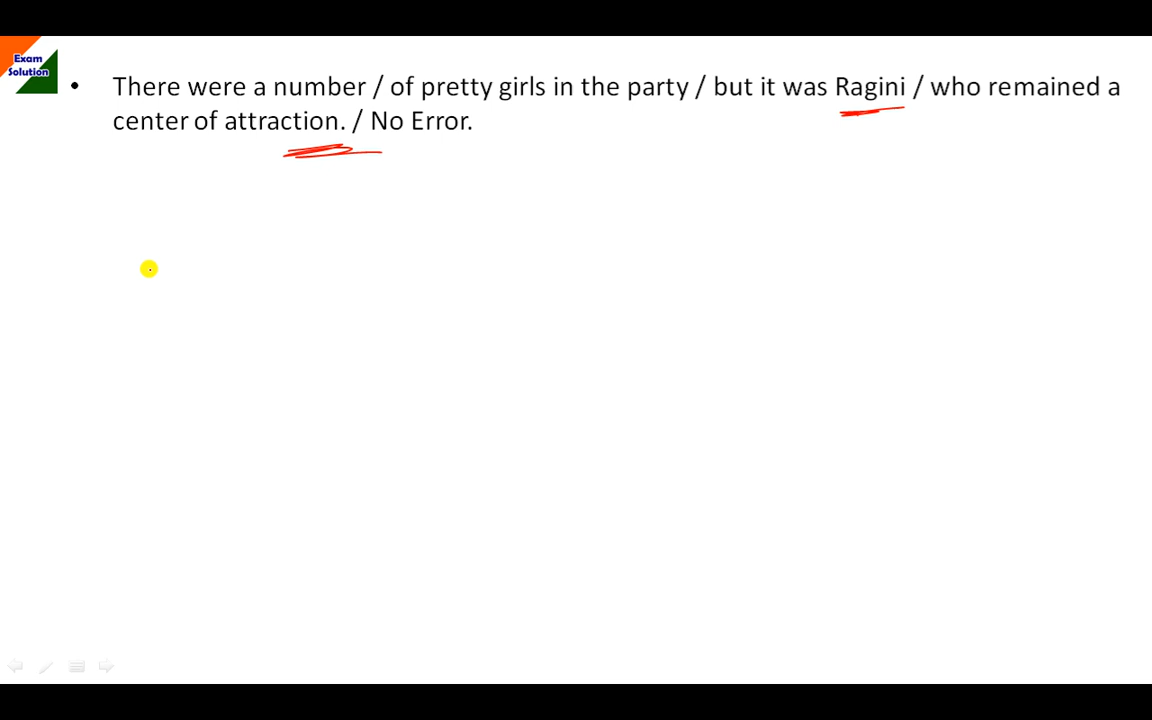 Exam
Solution
• There were a number / of pretty girls in the party / but it was Ragini / who remained a
center of attraction. / No Error.